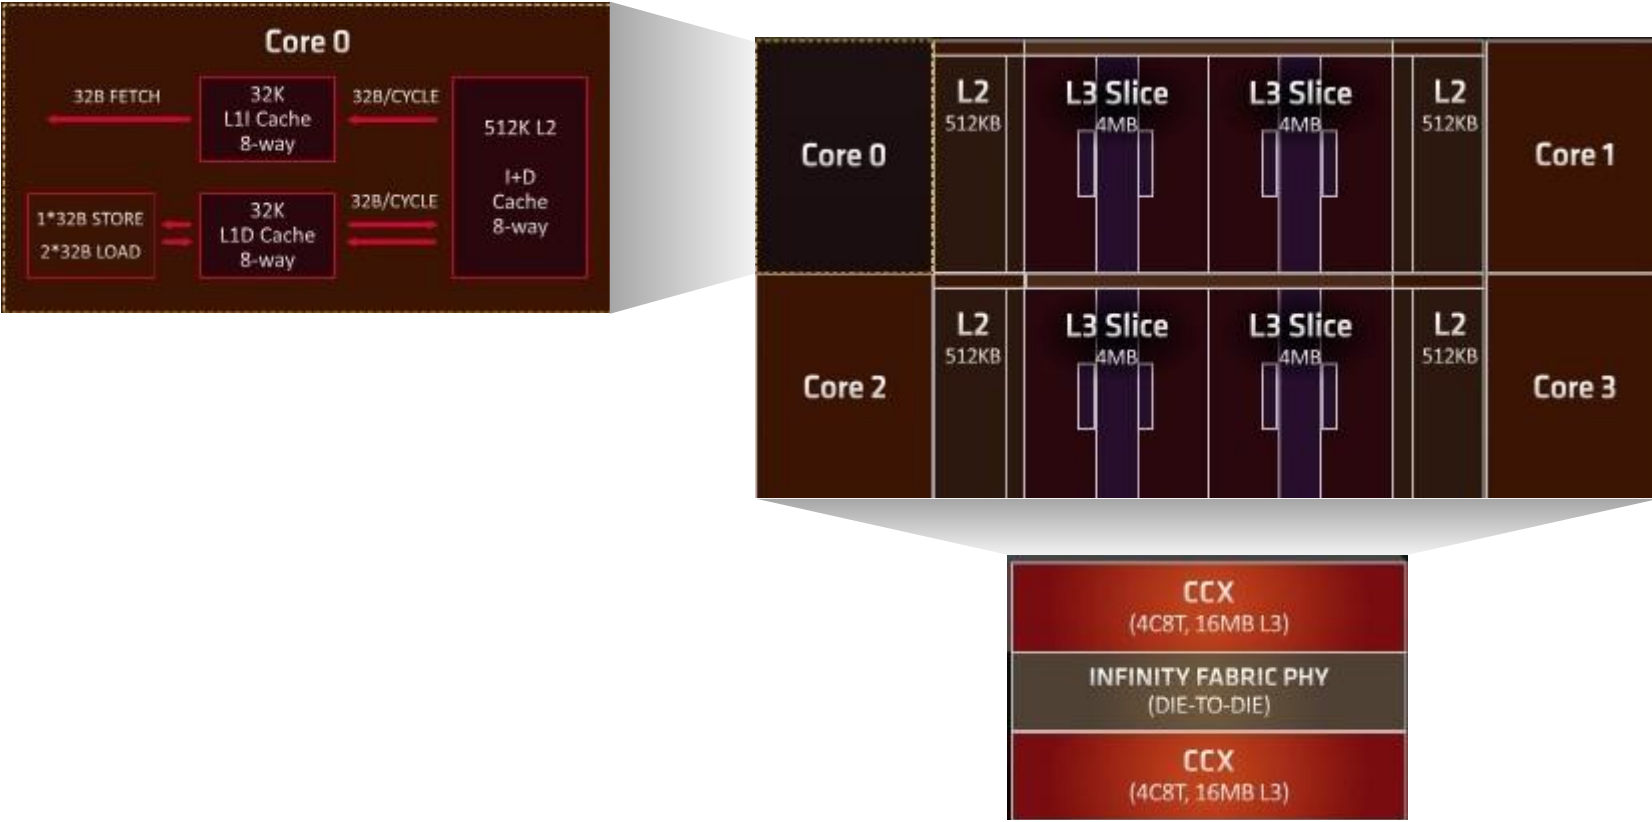 Core 0
32B FETCH
32K
L1I Cache
8-way
32B/CYCLE
512K L2
I+D
Cache
8-way
1*32B STORE
2*32B LOAD
32K
L1D Cache
8-way
32B/CYCLE
Core 0
L2
512KB
L3 Slice
4MB
L3 Slice
4MB
L2
512KB
Core 1
Core 2
L2
512KB
L3 Slice
4MB
L3 Slice
4MB
L2
512KB
Core 3
CCX
(4C8T, 16MB L3)
INFINITY FABRIC PHY
(DIE-TO-DIE)
CCX
(4C8T, 16MB L3)